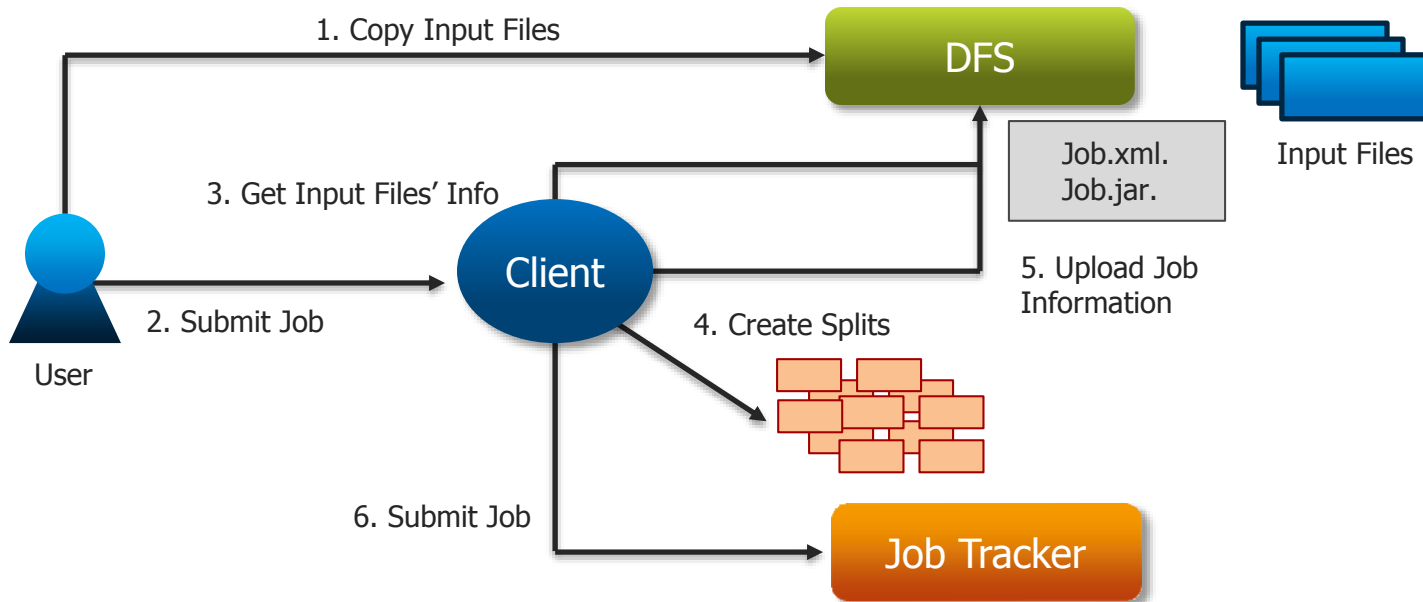 1. Copy Input Files
DFS
Job.xml.
Job.jar.
Input Files
3. Get Input Files’ Info
Client
2. Submit Job
User
5. Upload Job
Information
4. Create Splits
6. Submit Job
Job Tracker